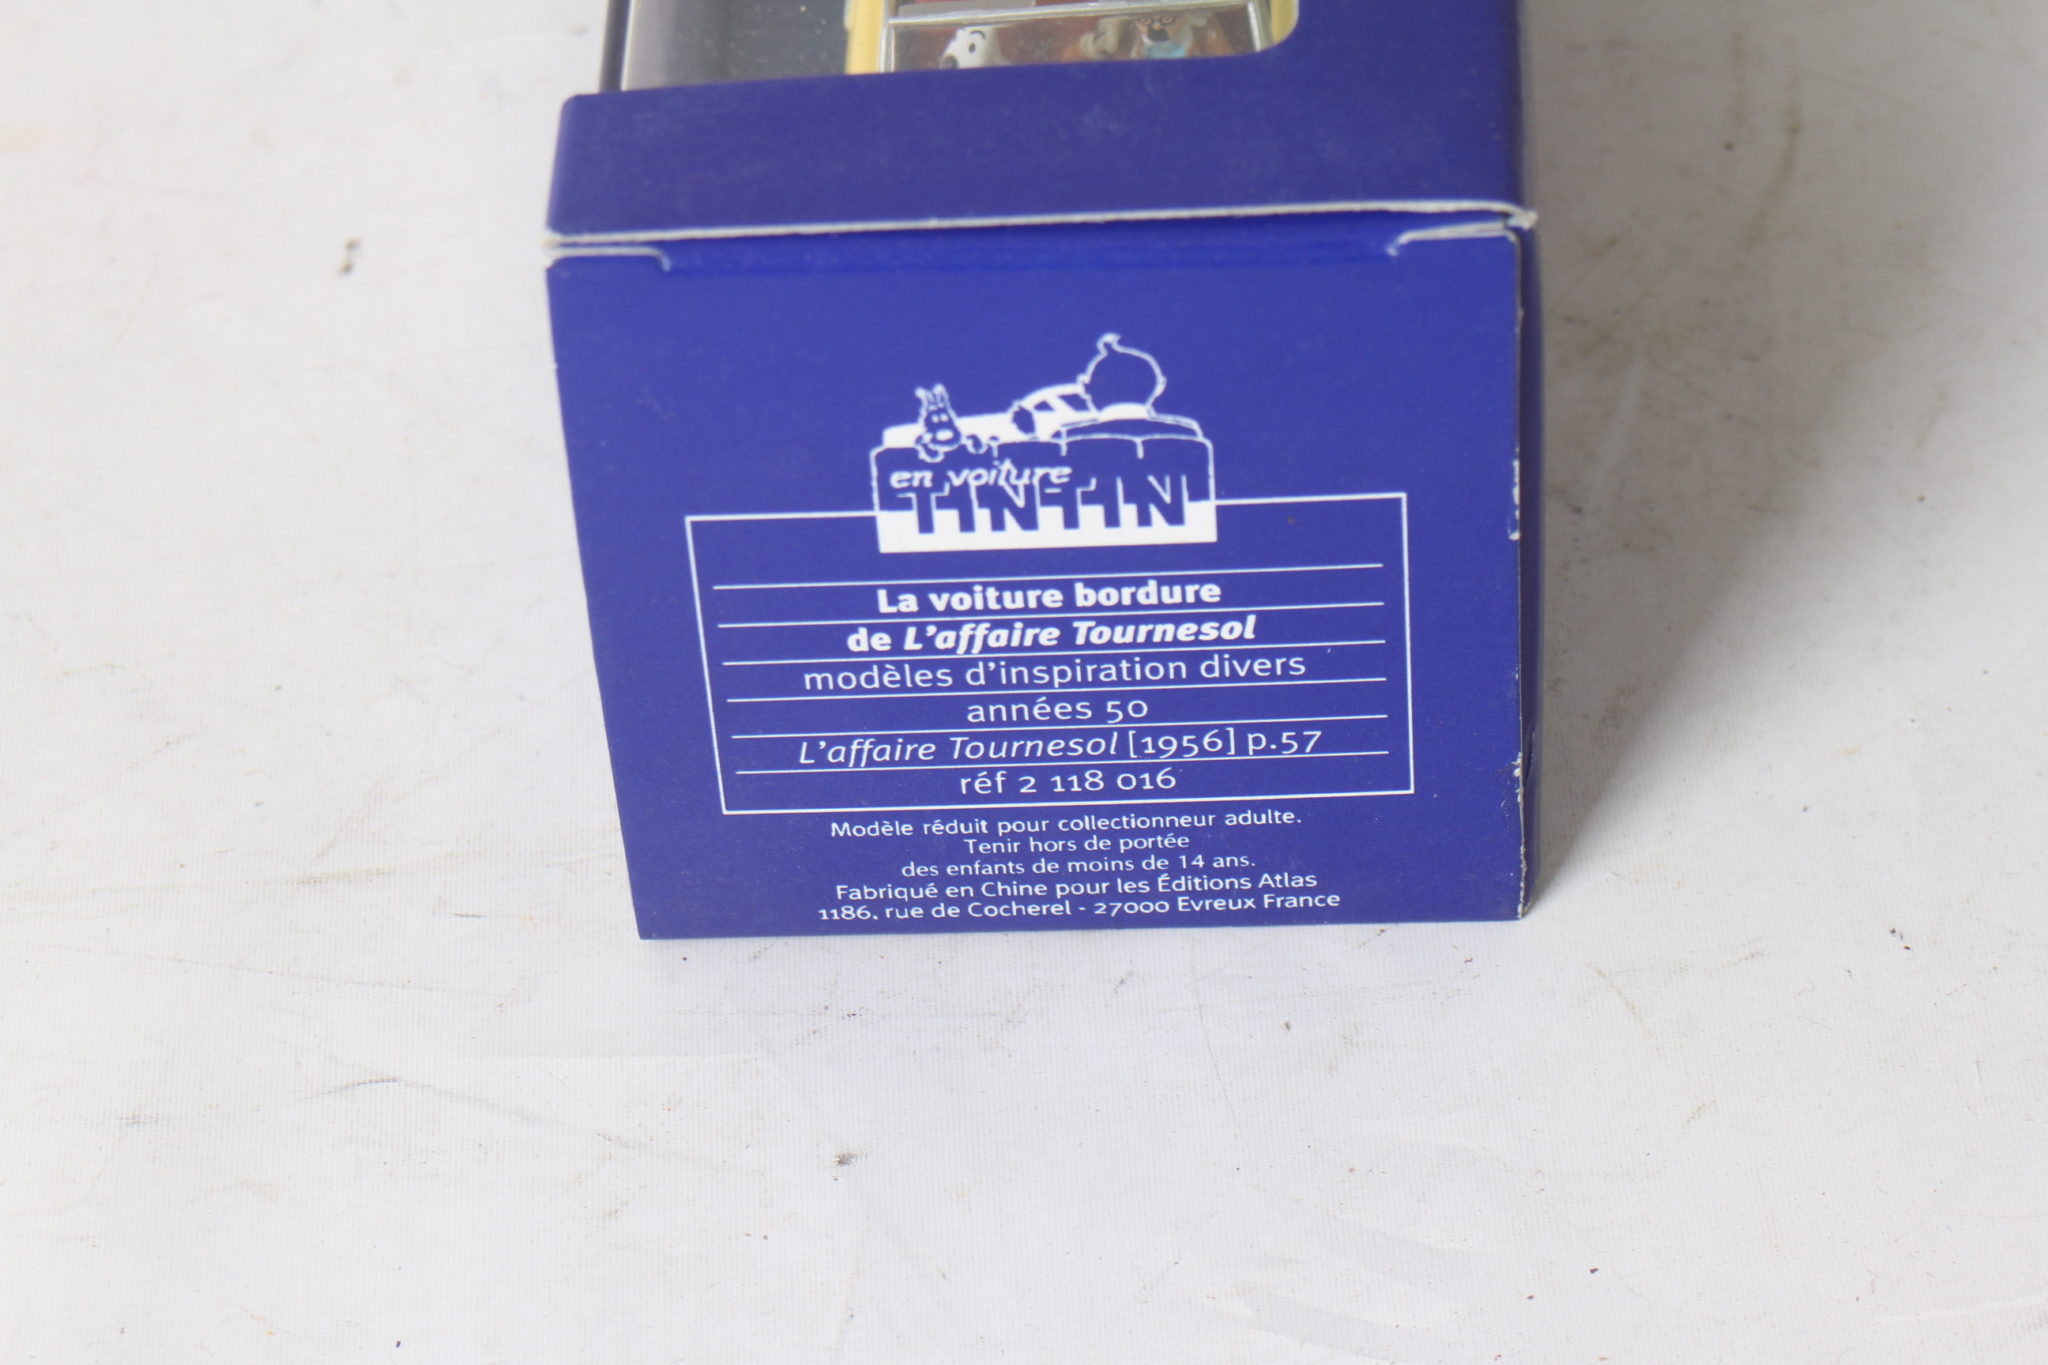 en voiture
TINTIN
La voiture bordure
de L'affaire Tournesol
modèles d'inspiration divers
années 50
L'affaire Tournesol [1956] p.57
réf 2 118 016
Modèle réduit pour collectionneur adulte.
Tenir hors de portée
des enfants de moins de 14 ans.
Fabriqué en Chine pour les Éditions Atlas
1186, rue de Cocherel - 27000 Evreux France